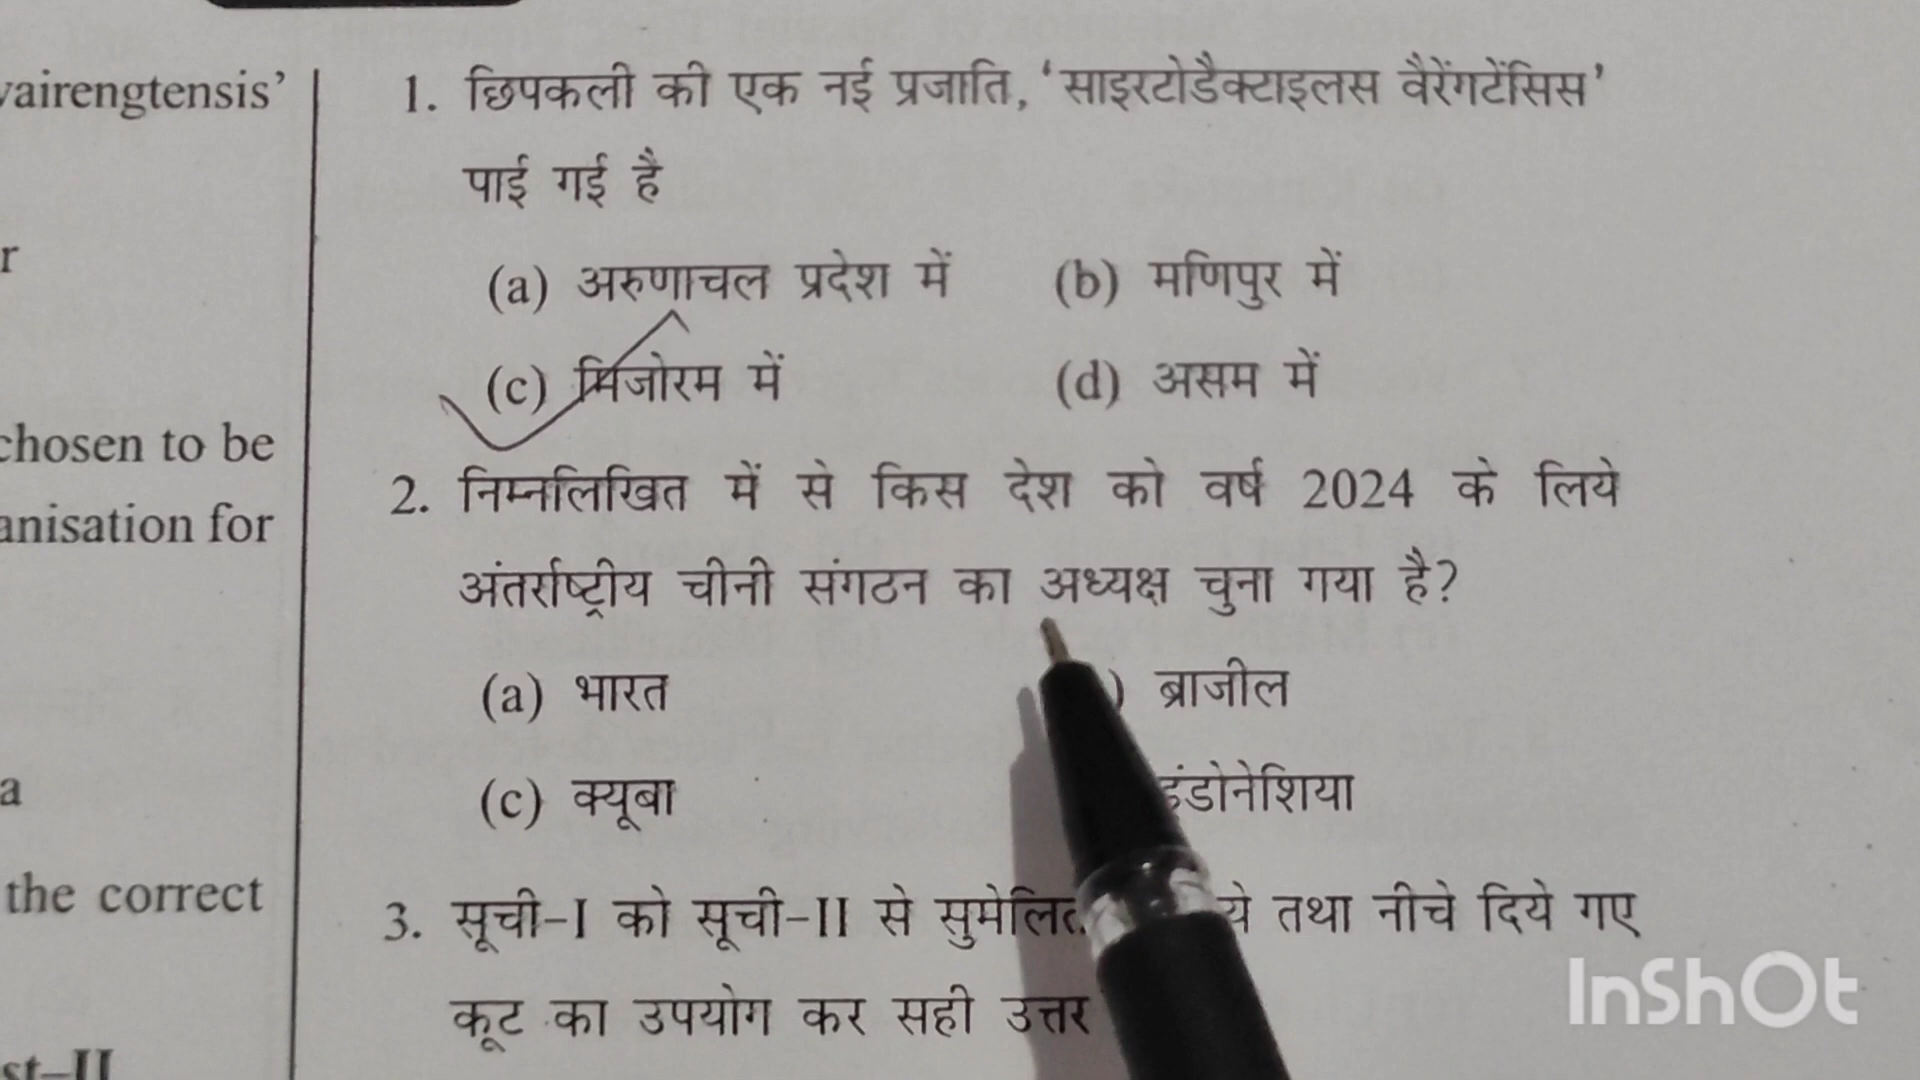 vairengtensis’
r
chosen to be
anisation for
a
the correct
st–II
1. छिपकली की एक नई प्रजाति, ‘साइरटोडैक्टाइलस वैरेंगटेंसिस’
पाई गई है
(a) अरुणाचल प्रदेश में (b) मणिपुर में
(c) मिजोरम में (d) असम में
2. निम्नलिखित में से किस देश को वर्ष 2024 के लिये
अंतर्राष्ट्रीय चीनी संगठन का अध्यक्ष चुना गया है?
(a) भारत ) ब्राजील
(c) क्यूबा इंडोनेशिया
3. सूची–I को सूची–II से सुमेलित ये तथा नीचे दिये गए
कूट का उपयोग कर सही उत्तर
InShOt